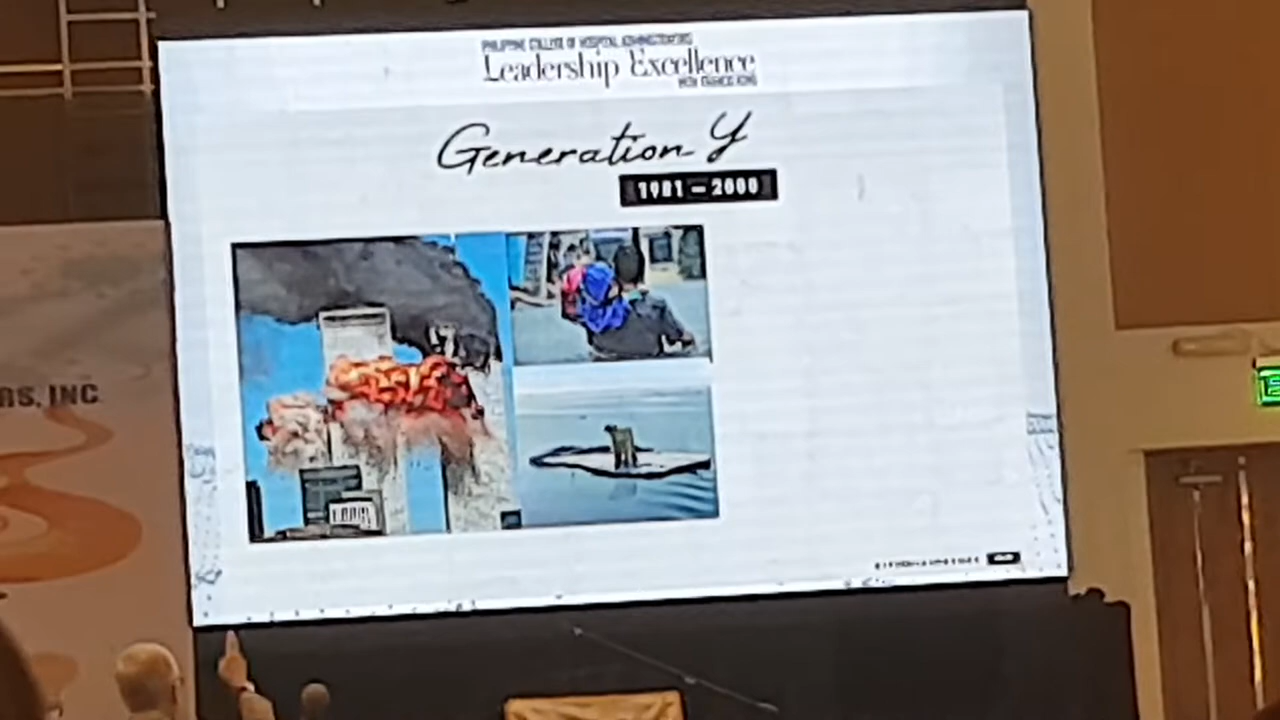 PHILIPPINE COLLEGE OF HOSPITAL ADMINISTRATORS
Leadership Excellence
Generation Y
1981 – 2000
RS, INC